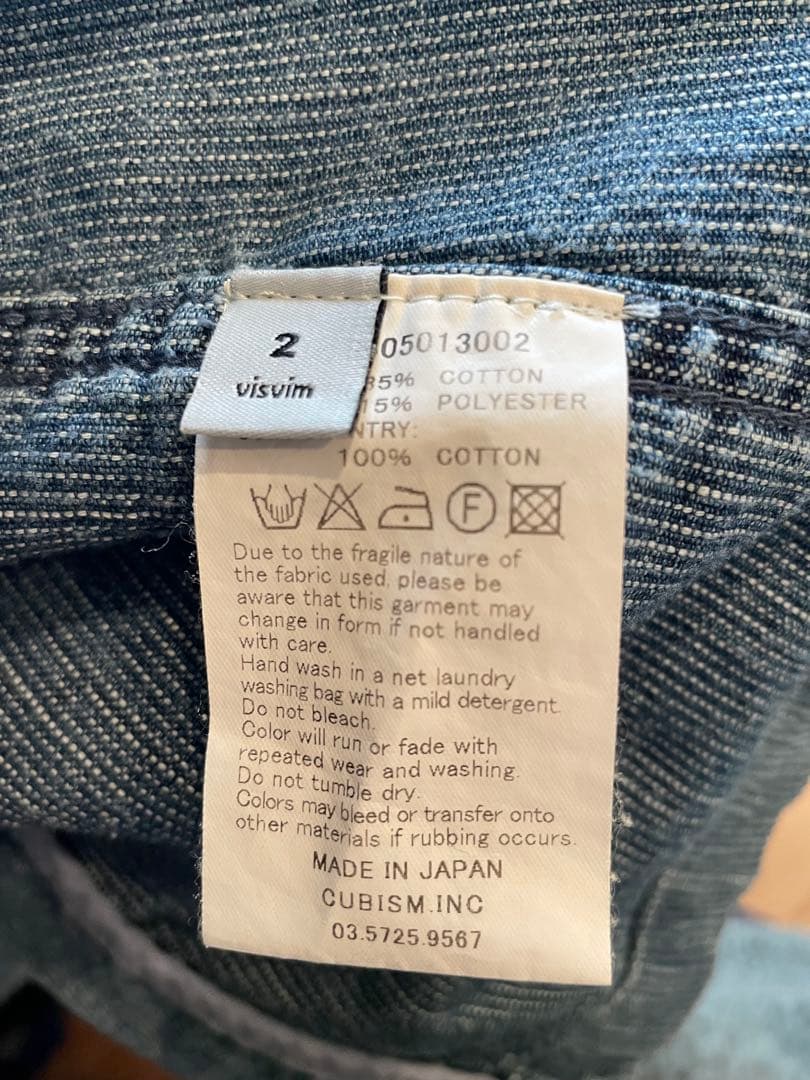 2
visvim
05013002
5% COTTON
15% POLYESTER
NTRY:
100% COTTON
F
Due to the fragile nature of
the fabric used, please be
aware that this garment may
change in form if not handled
with care.
Hand wash in a net laundry
washing bag with a mild detergent.
Do not bleach.
Color will run or fade with
repeated wear and washing.
Do not tumble dry.
Colors may bleed or transfer onto
other materials if rubbing occurs.
MADE IN JAPAN
CUBISM.INC
03.5725.9567